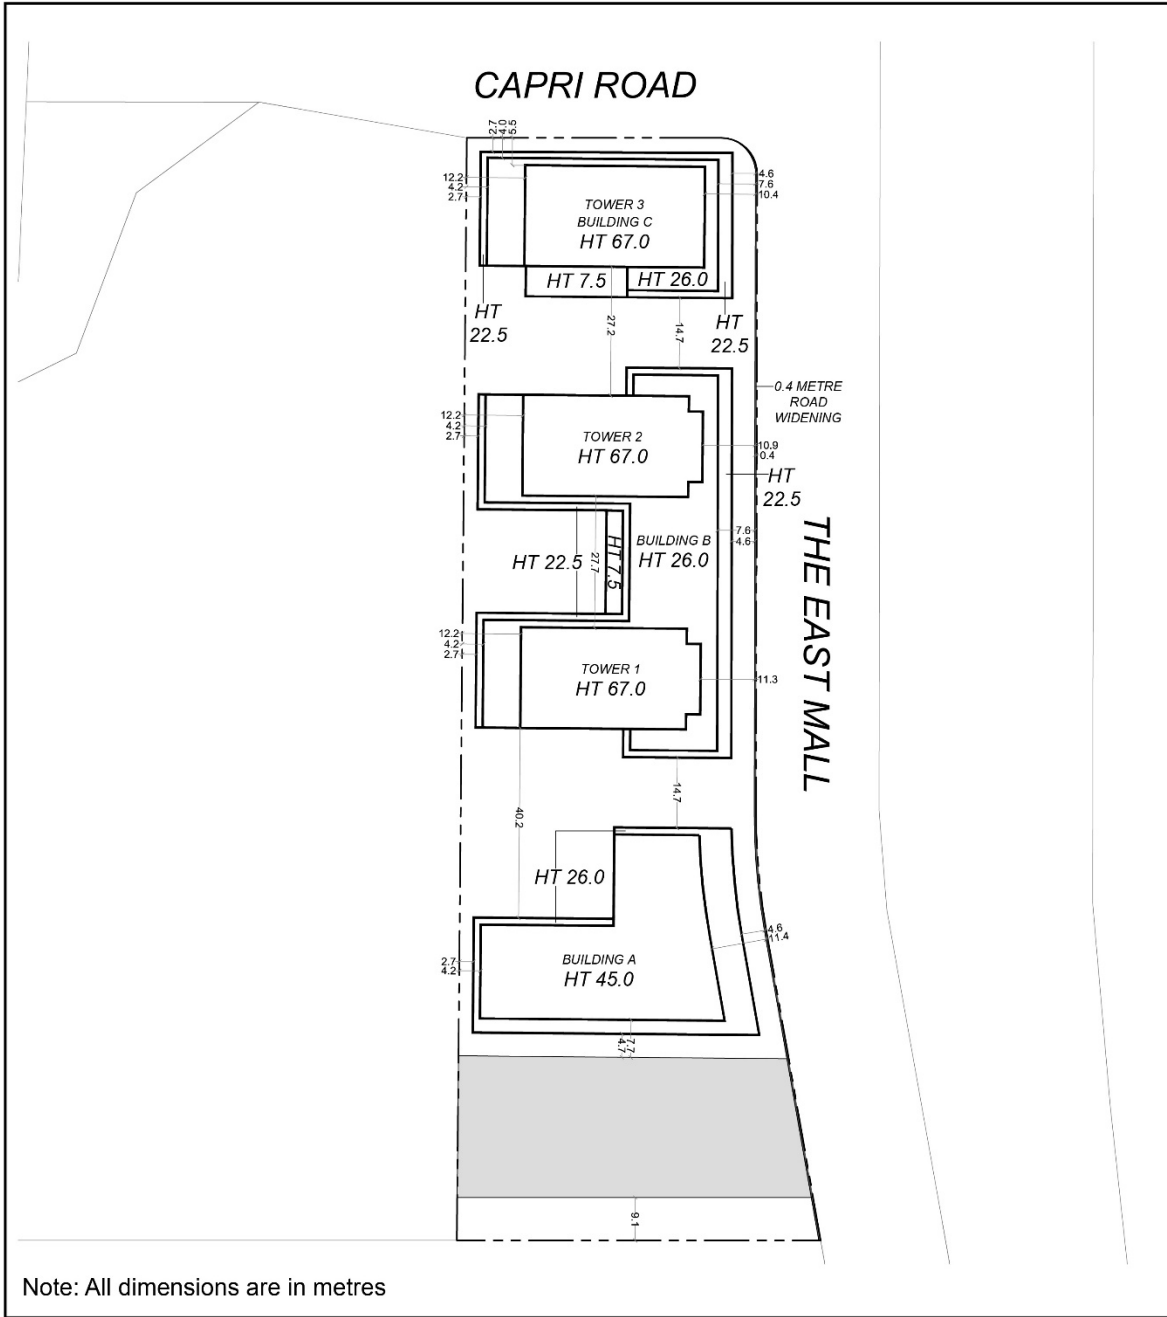 CAPRI ROAD
2.7
4.0
5.5
12.2
4.2
2.7
4.6
7.6
10.4
TOWER 3
BUILDING C
HT 67.0
HT 7.5
HT 26.0
HT
22.5
HT
22.5
27.2
14.7
0.4 METRE
ROAD
WIDENING
12.2
4.2
2.7
TOWER 2
HT 67.0
10.9
0.4
HT
22.5
7.6
4.6
BUILDING B
HT 26.0
HT 22.5
27.7
HT 7.5
THE EAST MALL
12.2
4.2
2.7
TOWER 1
HT 67.0
11.3
40.2
14.7
HT 26.0
4.6
11.4
2.7
4.2
BUILDING A
HT 45.0
4.7
7.7
9.1
Note: All dimensions are in metres